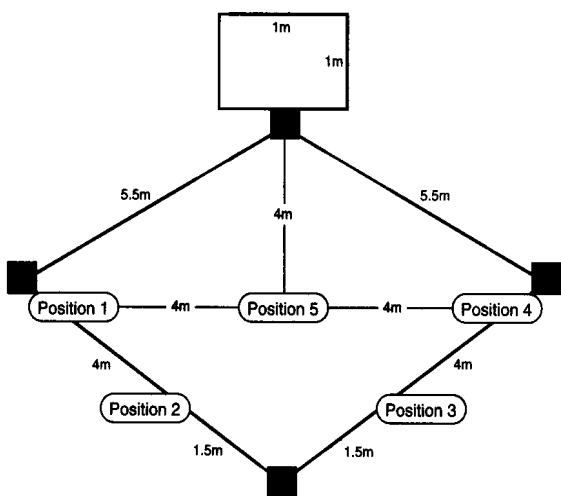 1m
1m
5.5m
5.5m
4m
Position 1
4m
Position 5
4m
Position 4
4m
4m
Position 2
Position 3
1.5m
1.5m